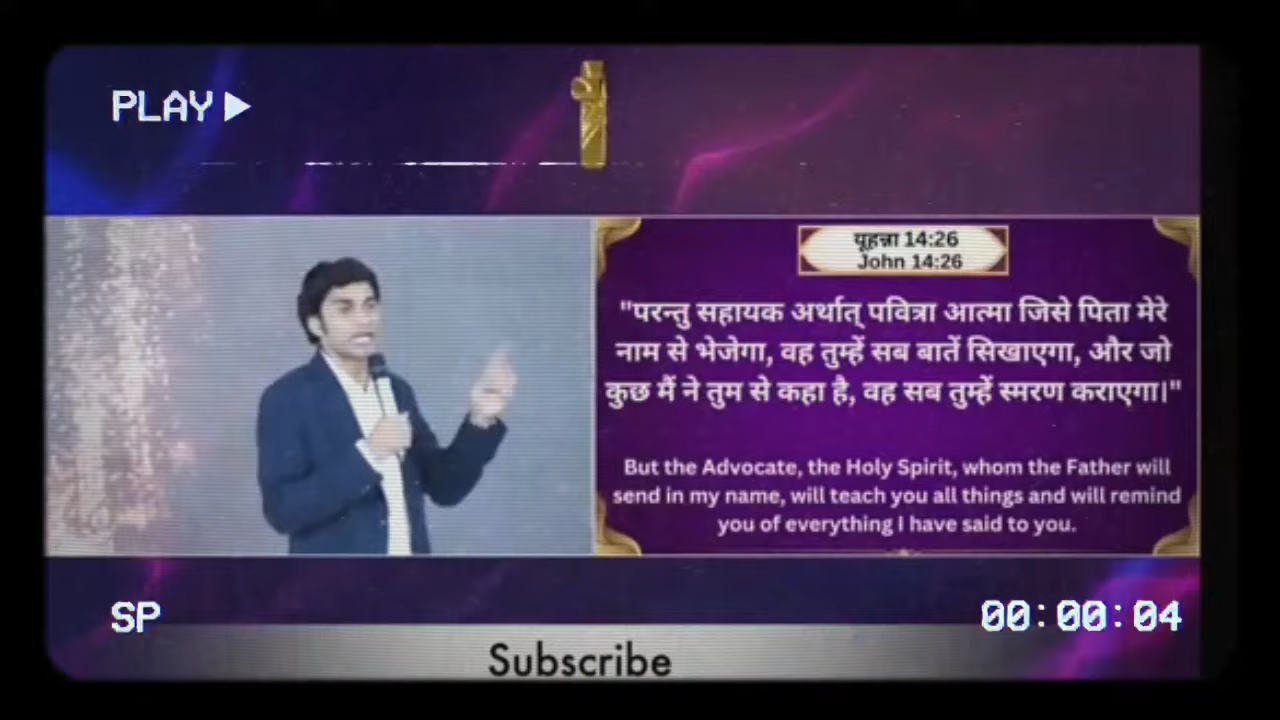 PLAY
यूहन्ना 14:26
John 14:26
"परन्तु सहायक अर्थात् पवित्रा आत्मा जिसे पिता मेरे
नाम से भेजेगा, वह तुम्हें सब बातें सिखाएगा, और जो
कुछ मैं ने तुम से कहा है, वह सब तुम्हें स्मरण कराएगा।"
But the Advocate, the Holy Spirit, whom the Father will
send in my name, will teach you all things and will remind
you of everything I have said to you.
SP
00:00:04
Subscribe